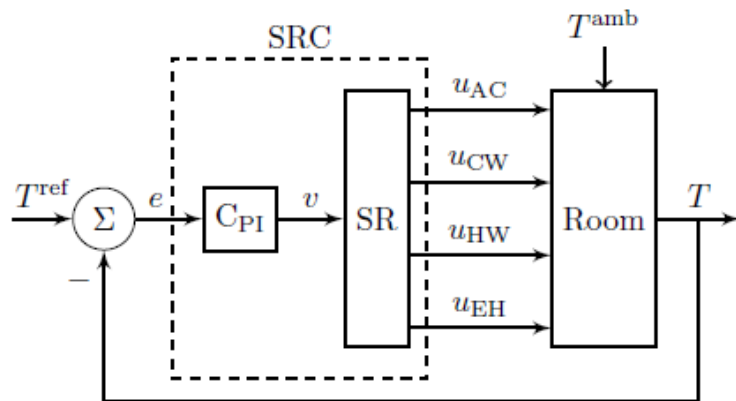 SRC
T^amb
u_AC
u_CW
T^ref
Σ
e
C_PI
v
SR
Room
T
−
u_HW
u_EH